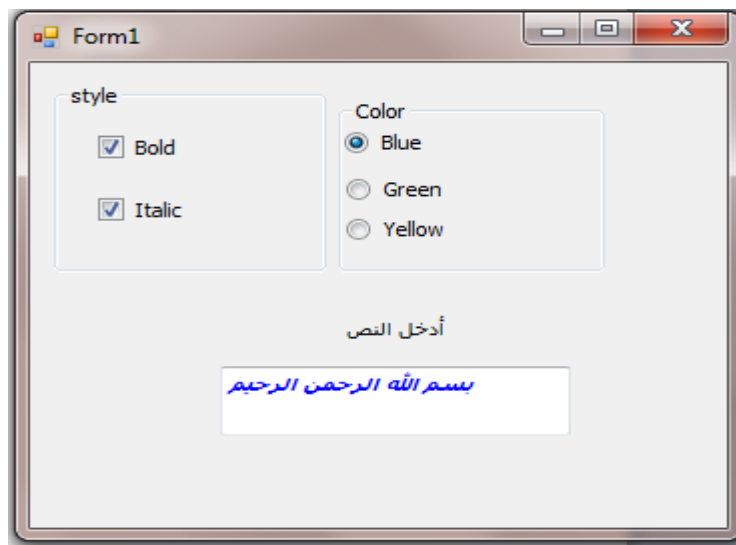 Form1
style
Bold
Italic
Color
Blue
Green
Yellow
أدخل النص
بسم الله الرحمن الرحيم